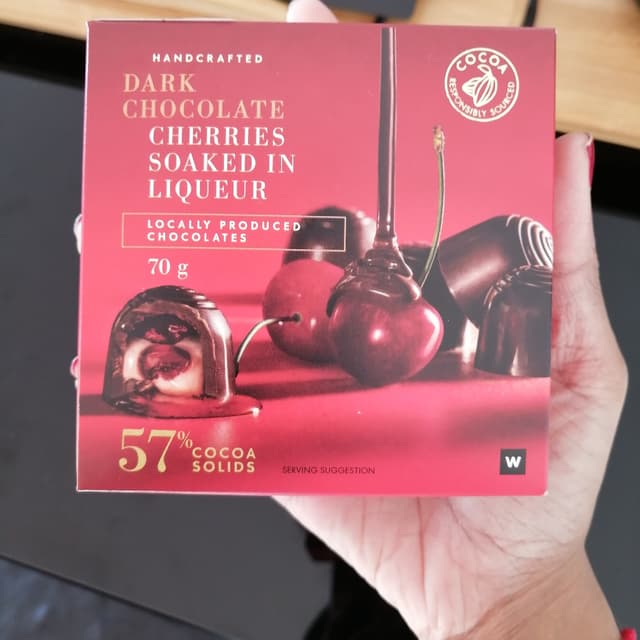 HANDCRAFTED
DARK
CHOCOLATE
CHERRIES
SOAKED IN
LIQUEUR
LOCALLY PRODUCED
CHOCOLATES
70 g
COCOA
RESPONSIBLY SOURCED
57% COCOA
SOLIDS
SERVING SUGGESTION
W